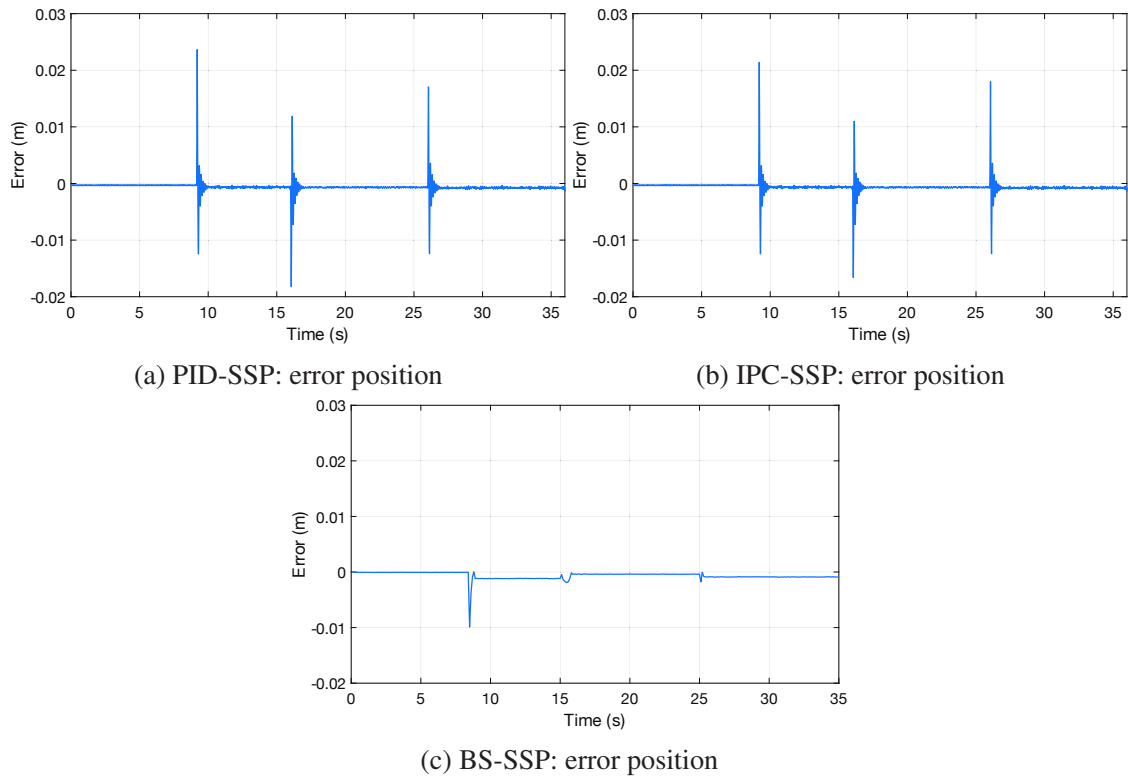 0.03
0.02
0.01
0
-0.01
-0.02
Error (m)
0 5 10 15 20 25 30 35
Time (s)
(a) PID-SSP: error position
0.03
0.02
0.01
0
-0.01
-0.02
Error (m)
0 5 10 15 20 25 30 35
Time (s)
(b) IPC-SSP: error position
0.03
0.02
0.01
0
-0.01
-0.02
Error (m)
0 5 10 15 20 25 30 35
Time (s)
(c) BS-SSP: error position